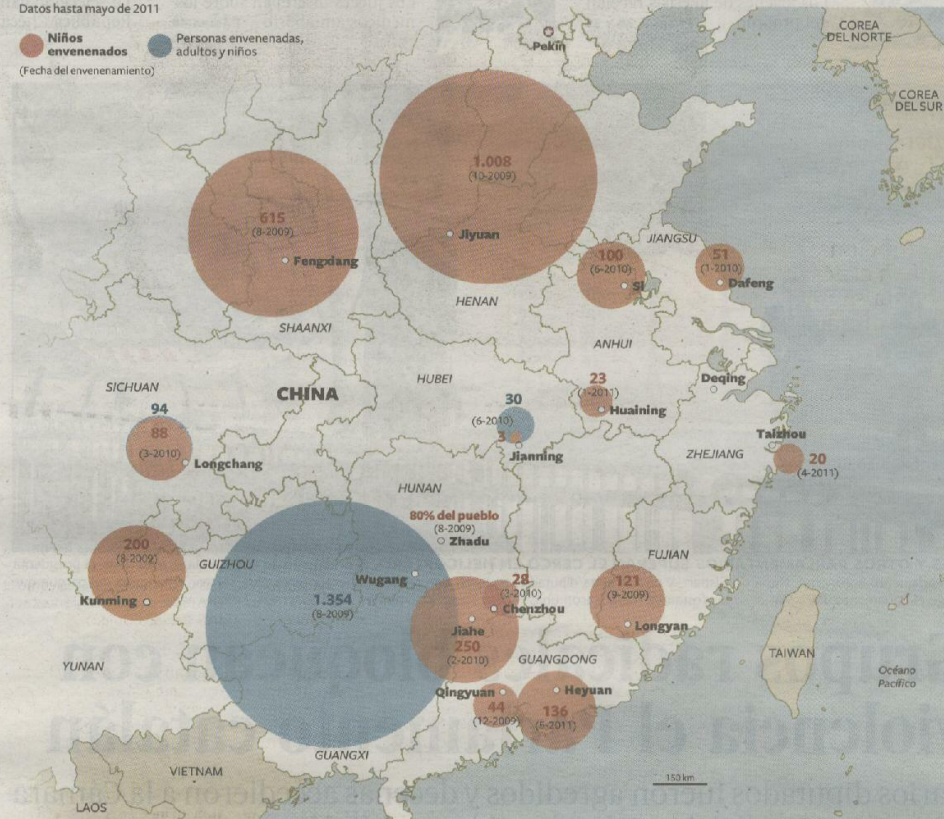 Datos hasta mayo de 2011
Niños
envenenados
Personas envenenadas,
adultos y niños
(Fecha del envenenamiento)
Pekín
COREA
DEL NORTE
COREA
DEL SUR
1.008
(10-2009)
Jiyuan
615
(8-2009)
Fengxiang
JIANGSU
100
(6-2010)
Si
51
(1-2010)
Dafeng
HENAN
SHAANXI
ANHUI
SICHUAN
CHINA
HUBEI
Deqing
23
(1-2011)
Huaining
94
88
(3-2010)
Longchang
30
(6-2010)
3
Jianning
Taizhou
20
(4-2011)
ZHEJIANG
HUNAN
80% del pueblo
(8-2009)
Zhadu
200
(8-2009)
Kunming
GUIZHOU
FUJIAN
Wugang
1.354
(8-2009)
28
(3-2010)
Chenzhou
121
(9-2009)
Longyan
Jiahe
250
(2-2010)
YUNAN
GUANGDONG
TAIWAN
Océano
Pacífico
Qingyuan
44
(12-2009)
Heyuan
136
(6-2011)
GUANGXI
VIETNAM
LAOS
150 km